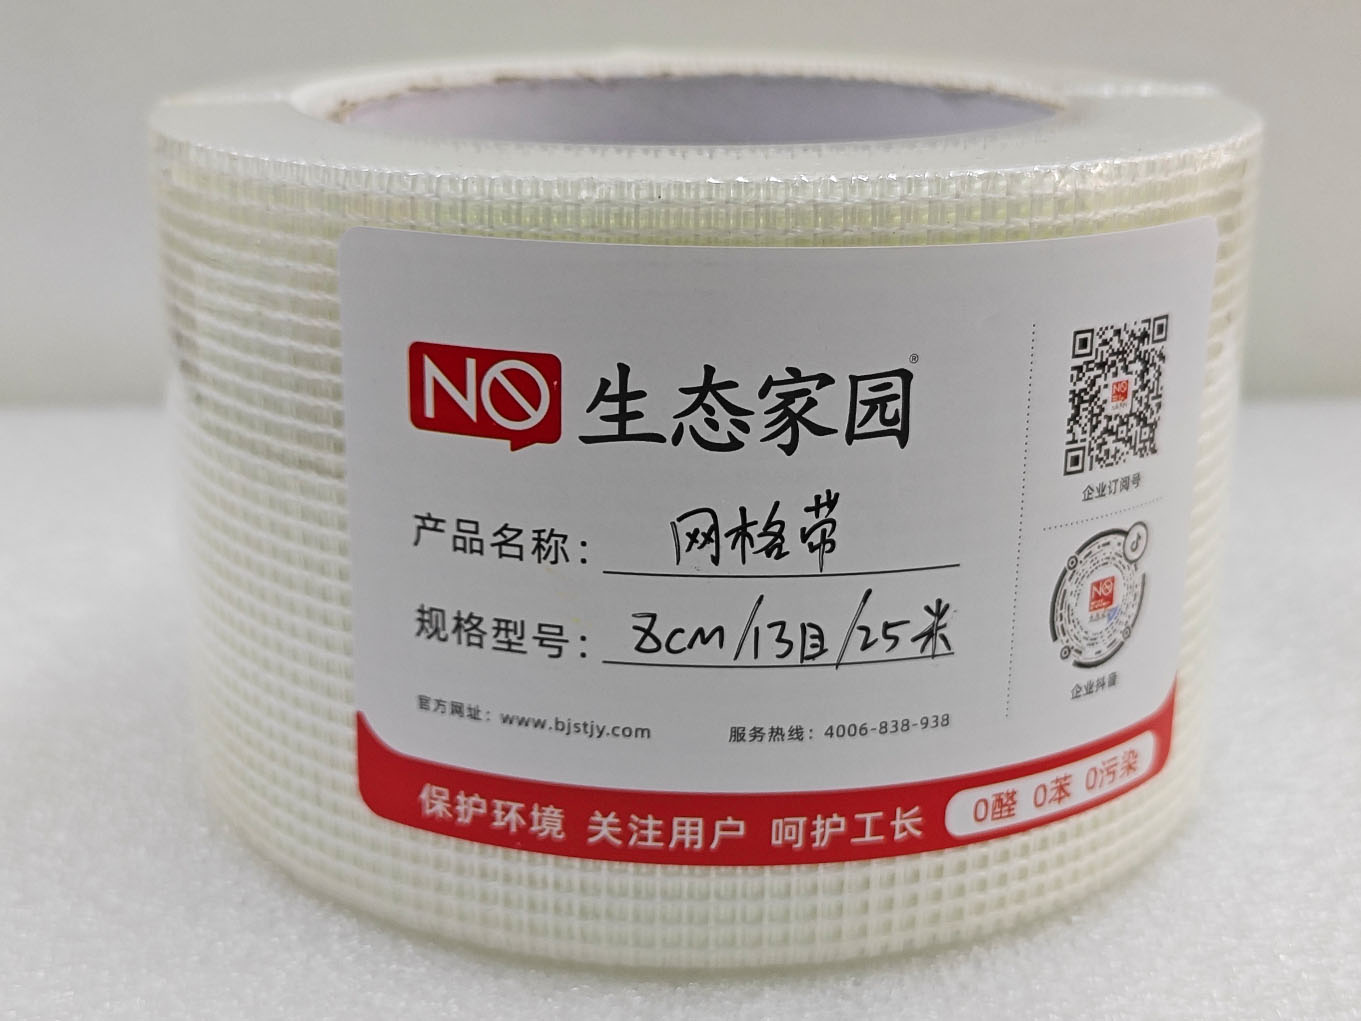 NO 生态家园®
产品名称： 网格带
规格型号： 8CM/13目/25米
官方网址：www.bjstjy.com 服务热线：4006-838-938
保护环境 关注用户 呵护工长 0醛 0苯 0污染
企业订阅号
企业抖音